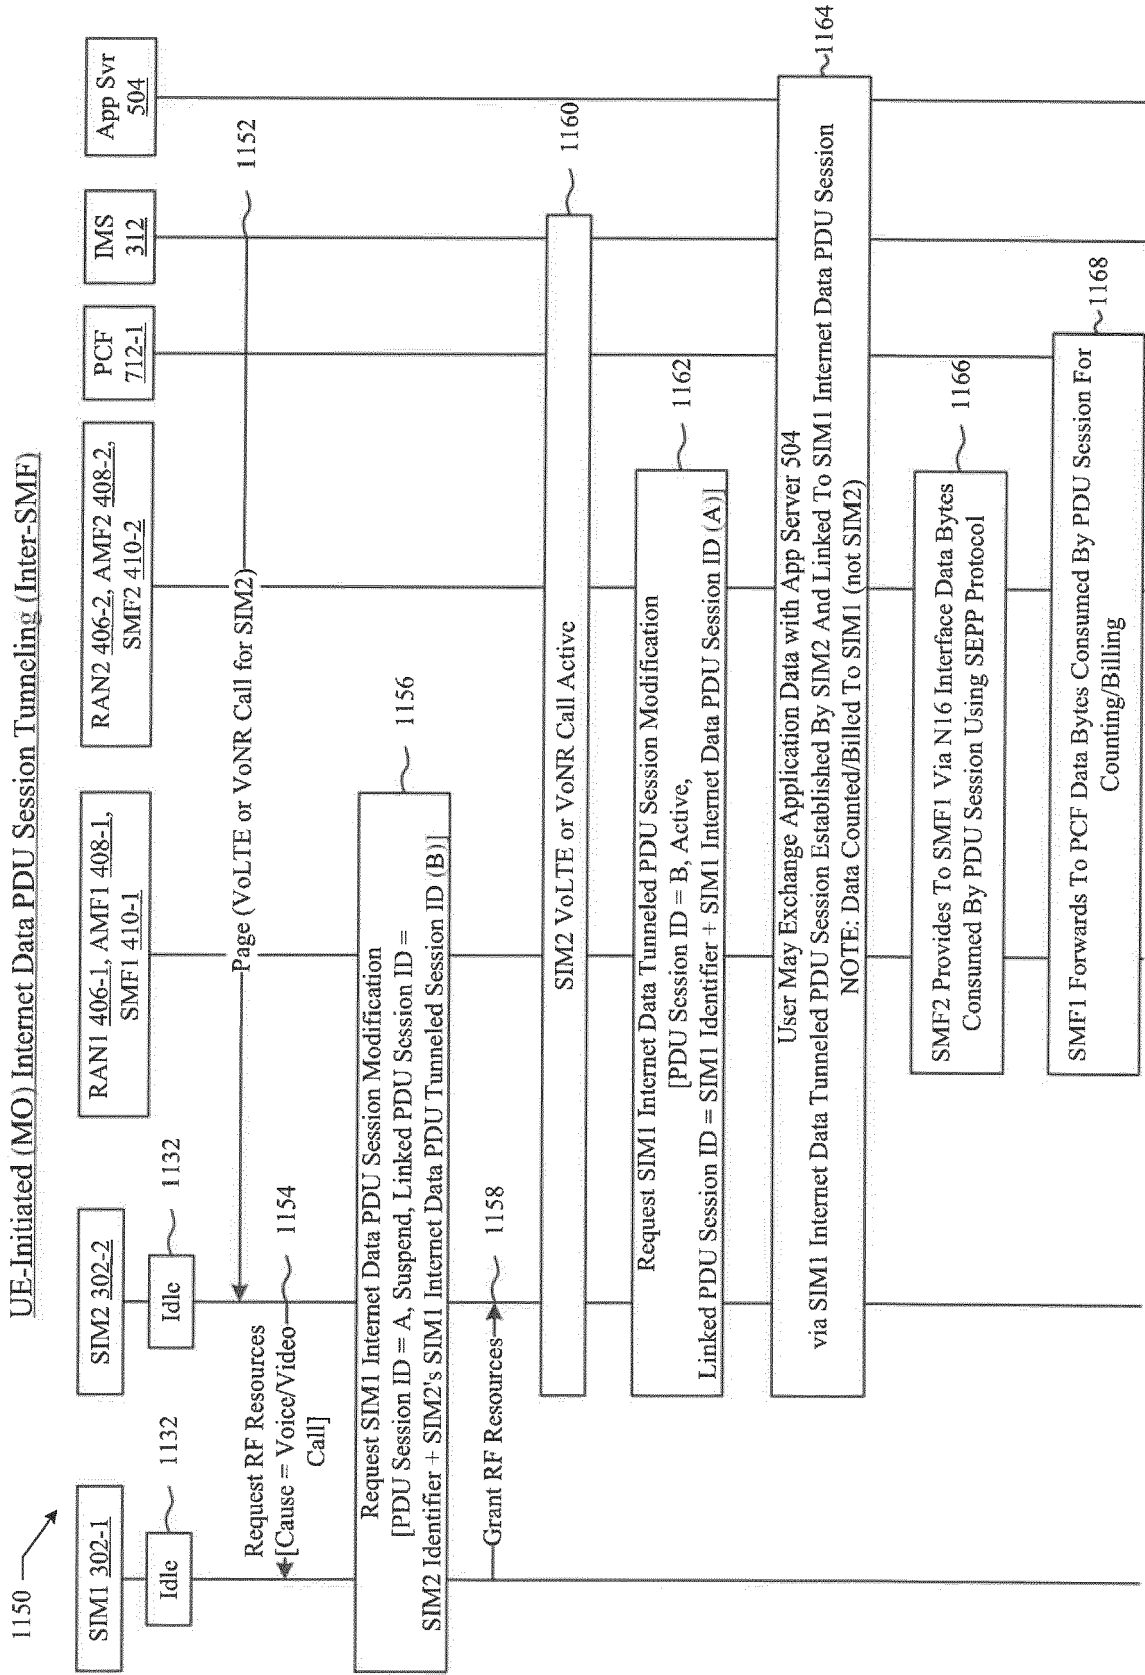 UE-Initiated (MO) Internet Data PDU Session Tunneling (Inter-SMF)
1150
SIM1 302-1
SIM2 302-2
RAN1 406-1, AMF1 408-1,
SMF1 410-1
RAN2 406-2, AMF2 408-2,
SMF2 410-2
PCF
712-1
IMS
312
App Svr
504
Idle
1132
Idle
1132
Page (VoLTE or VoNR Call for SIM2)
1152
Request RF Resources
[Cause = Voice/Video
Call]
1154
Request SIM1 Internet Data PDU Session Modification
[PDU Session ID = A, Suspend, Linked PDU Session ID =
SIM2 Identifier + SIM2's SIM1 Internet Data PDU Tunneled Session ID (B)]
1156
Grant RF Resources
1158
SIM2 VoLTE or VoNR Call Active
1160
Request SIM1 Internet Data Tunneled PDU Session Modification
[PDU Session ID = B, Active,
Linked PDU Session ID = SIM1 Identifier + SIM1 Internet Data PDU Session ID (A)]
1162
User May Exchange Application Data with App Server 504
via SIM1 Internet Data Tunneled PDU Session Established By SIM2 And Linked To SIM1 Internet Data PDU Session
NOTE: Data Counted/Billed To SIM1 (not SIM2)
1164
SMF2 Provides To SMF1 Via N16 Interface Data Bytes
Consumed By PDU Session Using SEPP Protocol
1166
SMF1 Forwards To PCF Data Bytes Consumed By PDU Session For
Counting/Billing
1168